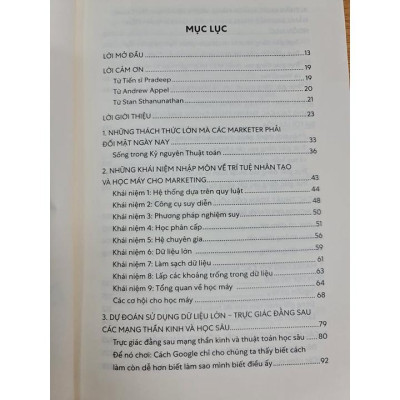 MỤC LỤC
LỜI MỞ ĐẦU 13
LỜI CẢM ƠN 19
Từ Tiến sĩ Pradeep 19
Từ Andrew Appel 20
Từ Stan Sthanunathan 21
LỜI GIỚI THIỆU 23
1. NHỮNG THÁCH THỨC LỚN MÀ CÁC MARKETER PHẢI
ĐỐI MẶT NGÀY NAY 33
Sống trong Kỷ nguyên Thuật toán 36
2. NHỮNG KHÁI NIỆM NHẬP MÔN VỀ TRÍ TUỆ NHÂN TẠO
VÀ HỌC MÁY CHO MARKETING 43
Khái niệm 1: Hệ thống dựa trên quy luật 44
Khái niệm 2: Công cụ suy diễn 48
Khái niệm 3: Phương pháp nghiệm suy 50
Khái niệm 4: Học phân cấp 51
Khái niệm 5: Hệ chuyên gia 56
Khái niệm 6: Dữ liệu lớn 59
Khái niệm 7: Làm sạch dữ liệu 61
Khái niệm 8: Lấp các khoảng trống trong dữ liệu 63
Khái niệm 9: Tổng quan về học máy 64
Các cơ hội cho học máy 68
3. DỰ ĐOÁN SỬ DỤNG DỮ LIỆU LỚN – TRỰC GIÁC ĐẰNG SAU
CÁC MẠNG THẦN KINH VÀ HỌC SÂU 79
Trực giác đằng sau mạng thần kinh và thuật toán học sâu 80
Để nó chơi: Cách Google chỉ cho chúng ta thấy biết cách
làm còn dễ hơn biết làm sao mình biết điều ấy 92